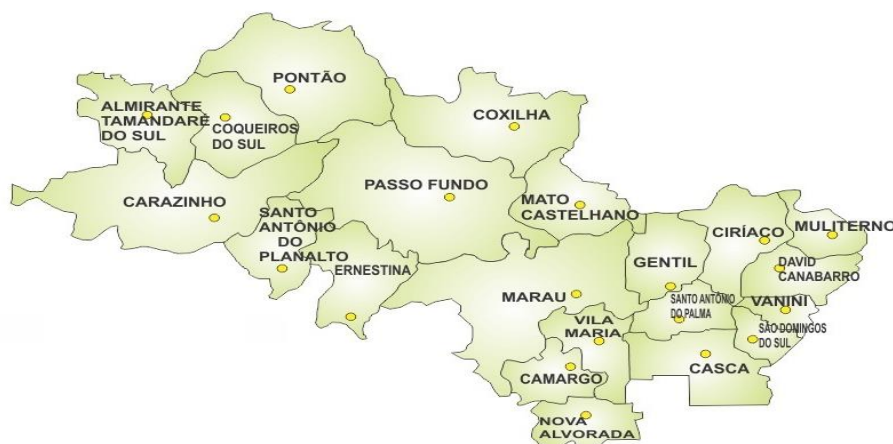 PONTÃO
ALMIRANTE
TAMANDARÉ
DO SUL
COQUEIROS
DO SUL
COXILHA
CARAZINHO
PASSO FUNDO
MATO
CASTELHANO
SANTO
ANTÔNIO
DO
PLANALTO
ERNESTINA
GENTIL
CIRÍACO
MULITERNO
DAVID
CANABARRO
MARAU
SANTO ANTÔNIO
DO PALMA
VANINI
VILA
MARIA
SÃO DOMINGOS
DO SUL
CASCA
CAMARGO
NOVA
ALVORADA